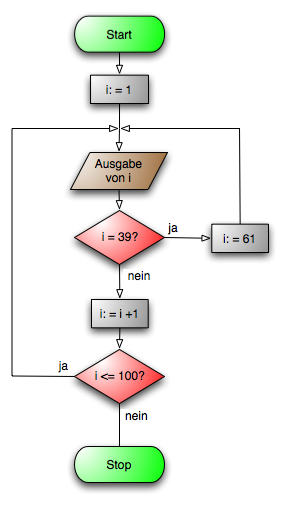 Start
i: = 1
Ausgabe
von i
i = 39?
ja
i: = 61
nein
i: = i +1
i <= 100?
ja
nein
Stop